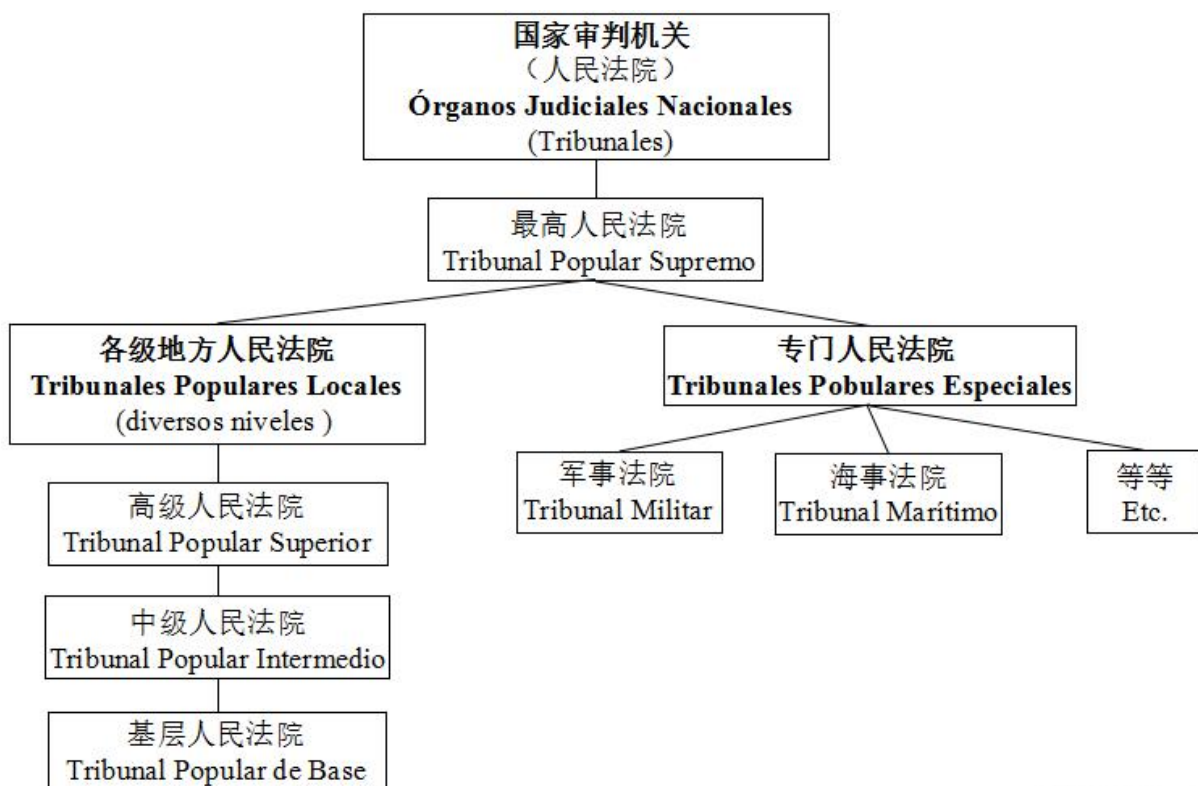 国家审判机关
（人民法院）
Órganos Judiciales Nacionales
(Tribunales)
最高人民法院
Tribunal Popular Supremo
各级地方人民法院
Tribunales Populares Locales
(diversos niveles )
专门人民法院
Tribunales Pobulares Especiales
军事法院
Tribunal Militar
海事法院
Tribunal Marítimo
等等
Etc.
高级人民法院
Tribunal Popular Superior
中级人民法院
Tribunal Popular Intermedio
基层人民法院
Tribunal Popular de Base